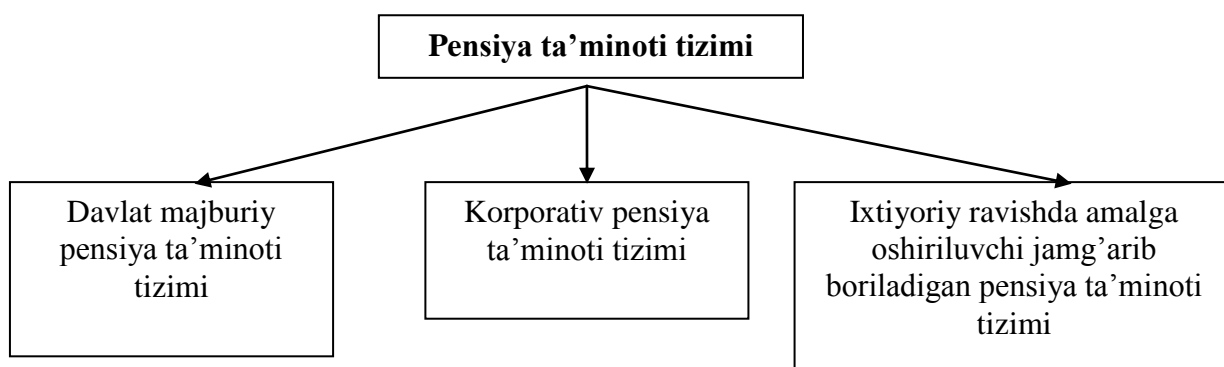 Pensiya ta’minoti tizimi
Davlat majburiy
pensiya ta’minoti
tizimi
Korporativ pensiya
ta’minoti tizimi
Ixtiyoriy ravishda amalga
oshiriluvchi jamg’arib
boriladigan pensiya ta’minoti
tizimi